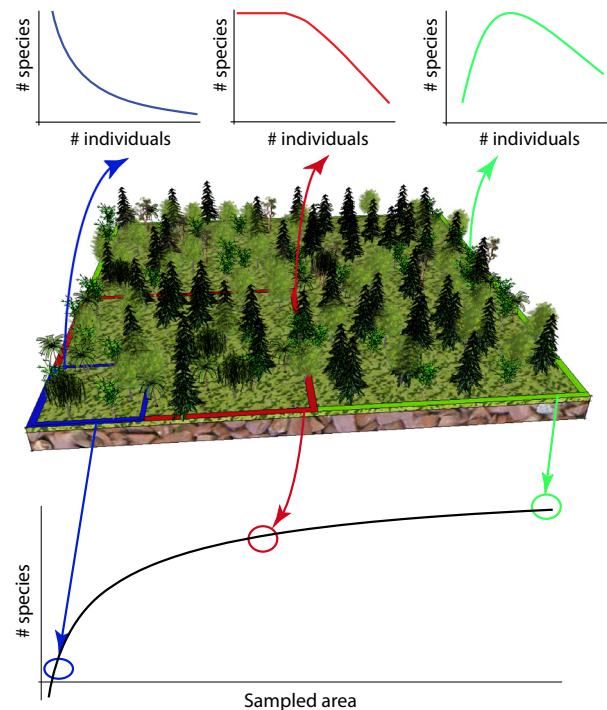 # species
# individuals
# species
# individuals
# species
# individuals
# species
Sampled area